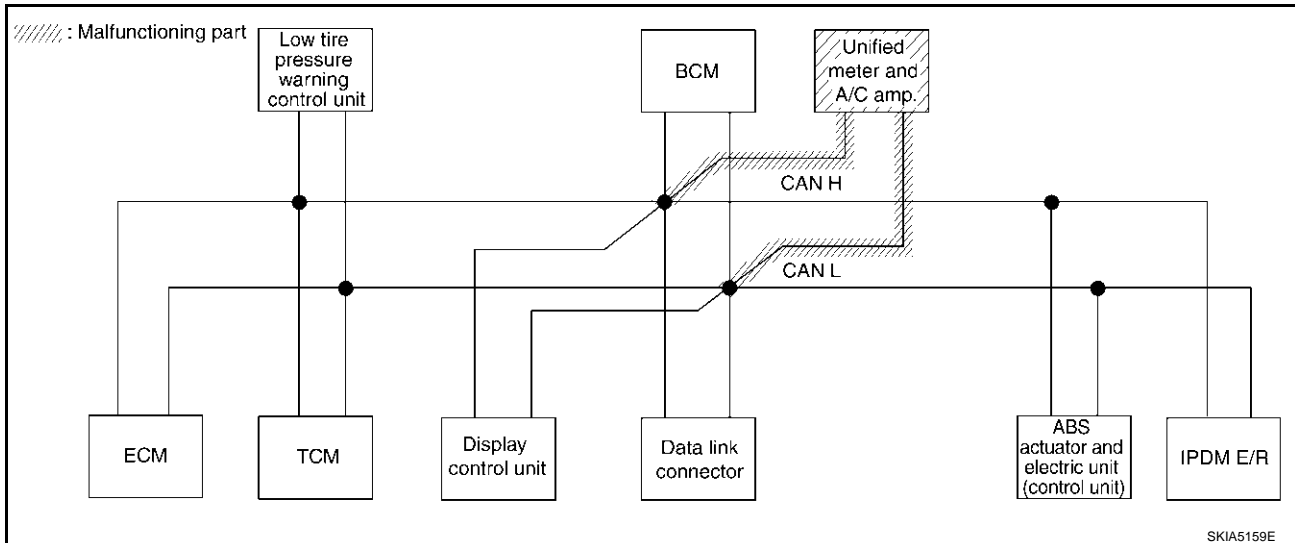 : Malfunctioning part
Low tire
pressure
warning
control unit
BCM
Unified
meter and
A/C amp.
CAN H
CAN L
ECM
TCM
Display
control unit
Data link
connector
ABS
actuator and
electric unit
(control unit)
IPDM E/R
SKIA5159E